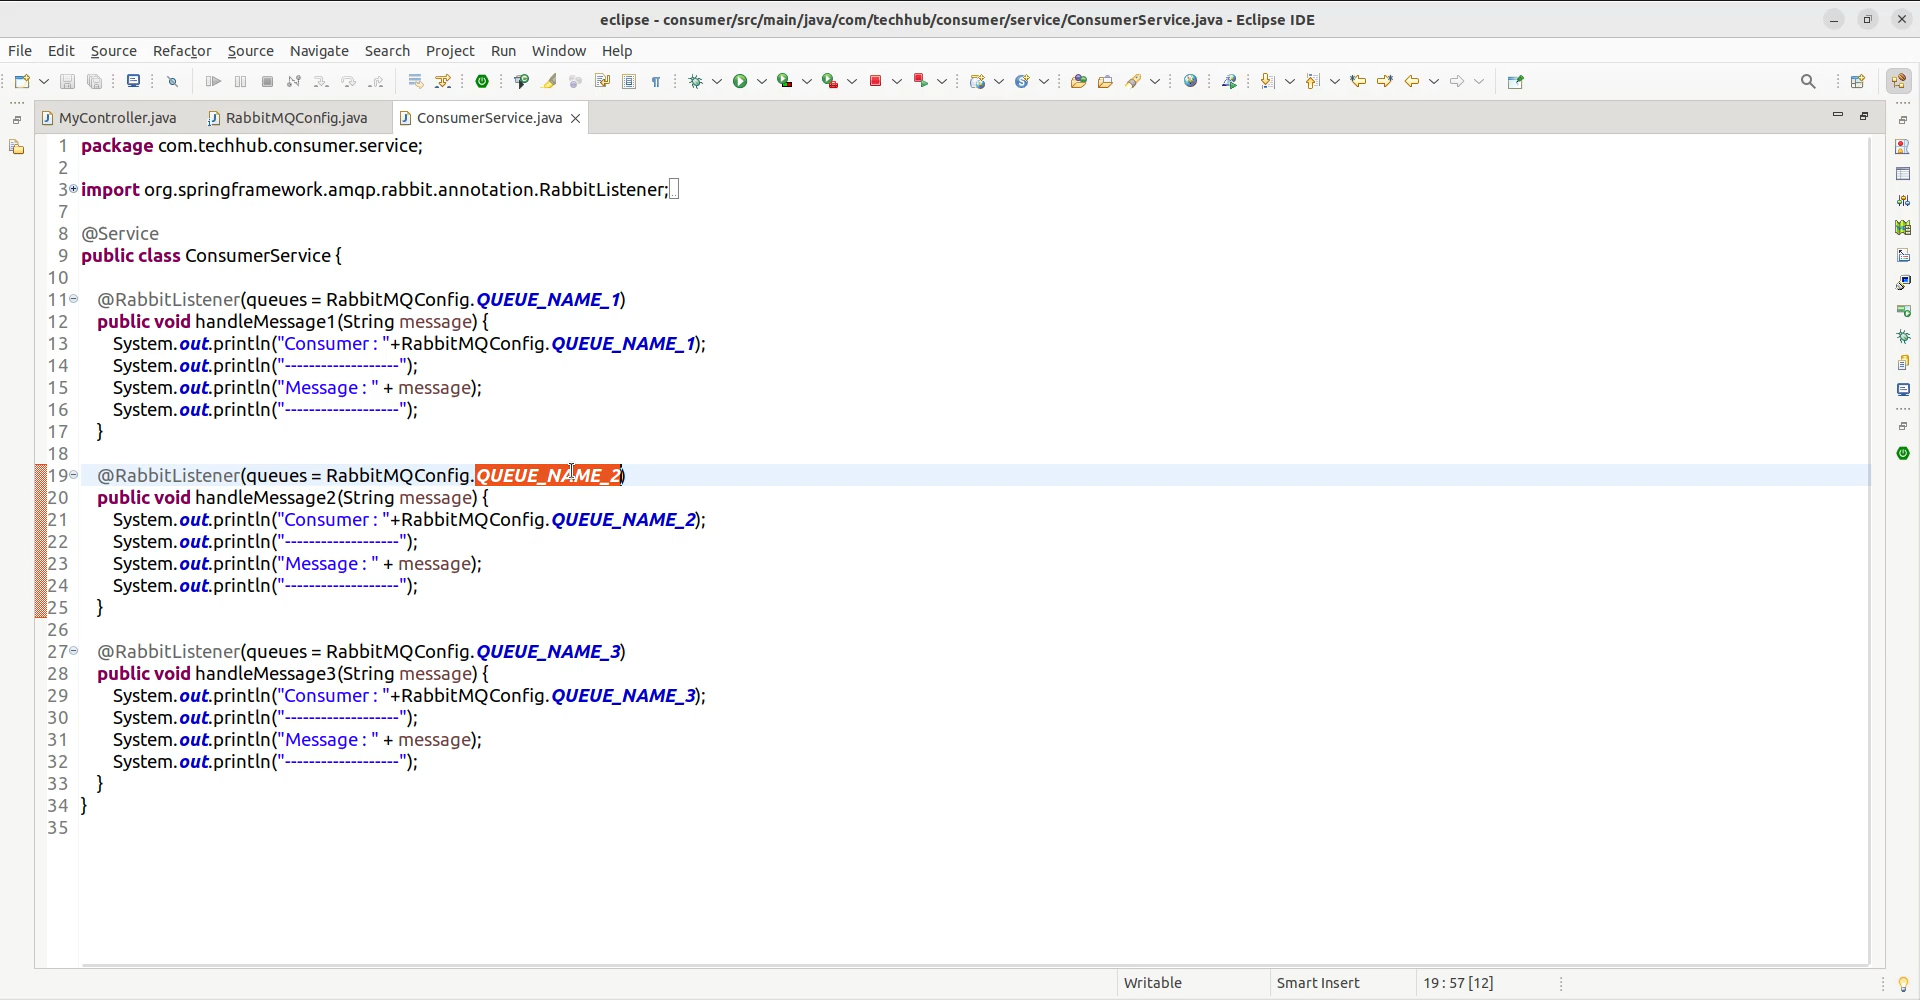 eclipse - consumer/src/main/java/com/techhub/consumer/service/ConsumerService.java - Eclipse IDE
File Edit Source Refactor Source Navigate Search Project Run Window Help
MyController.java RabbitMQConfig.java ConsumerService.java
1 package com.techhub.consumer.service;
2
3 import org.springframework.amqp.rabbit.annotation.RabbitListener;
7
8 @Service
9 public class ConsumerService {
10
11 @RabbitListener(queues = RabbitMQConfig.QUEUE_NAME_1)
12 public void handleMessage1(String message) {
13 System.out.println("Consumer : "+RabbitMQConfig.QUEUE_NAME_1);
14 System.out.println("-------------------");
15 System.out.println("Message : " + message);
16 System.out.println("-------------------");
17 }
18
19 @RabbitListener(queues = RabbitMQConfig.QUEUE_NAME_2)
20 public void handleMessage2(String message) {
21 System.out.println("Consumer : "+RabbitMQConfig.QUEUE_NAME_2);
22 System.out.println("-------------------");
23 System.out.println("Message : " + message);
24 System.out.println("-------------------");
25 }
26
27 @RabbitListener(queues = RabbitMQConfig.QUEUE_NAME_3)
28 public void handleMessage3(String message) {
29 System.out.println("Consumer : "+RabbitMQConfig.QUEUE_NAME_3);
30 System.out.println("-------------------");
31 System.out.println("Message : " + message);
32 System.out.println("-------------------");
33 }
34 }
35
Writable Smart Insert 19 : 57 [12]